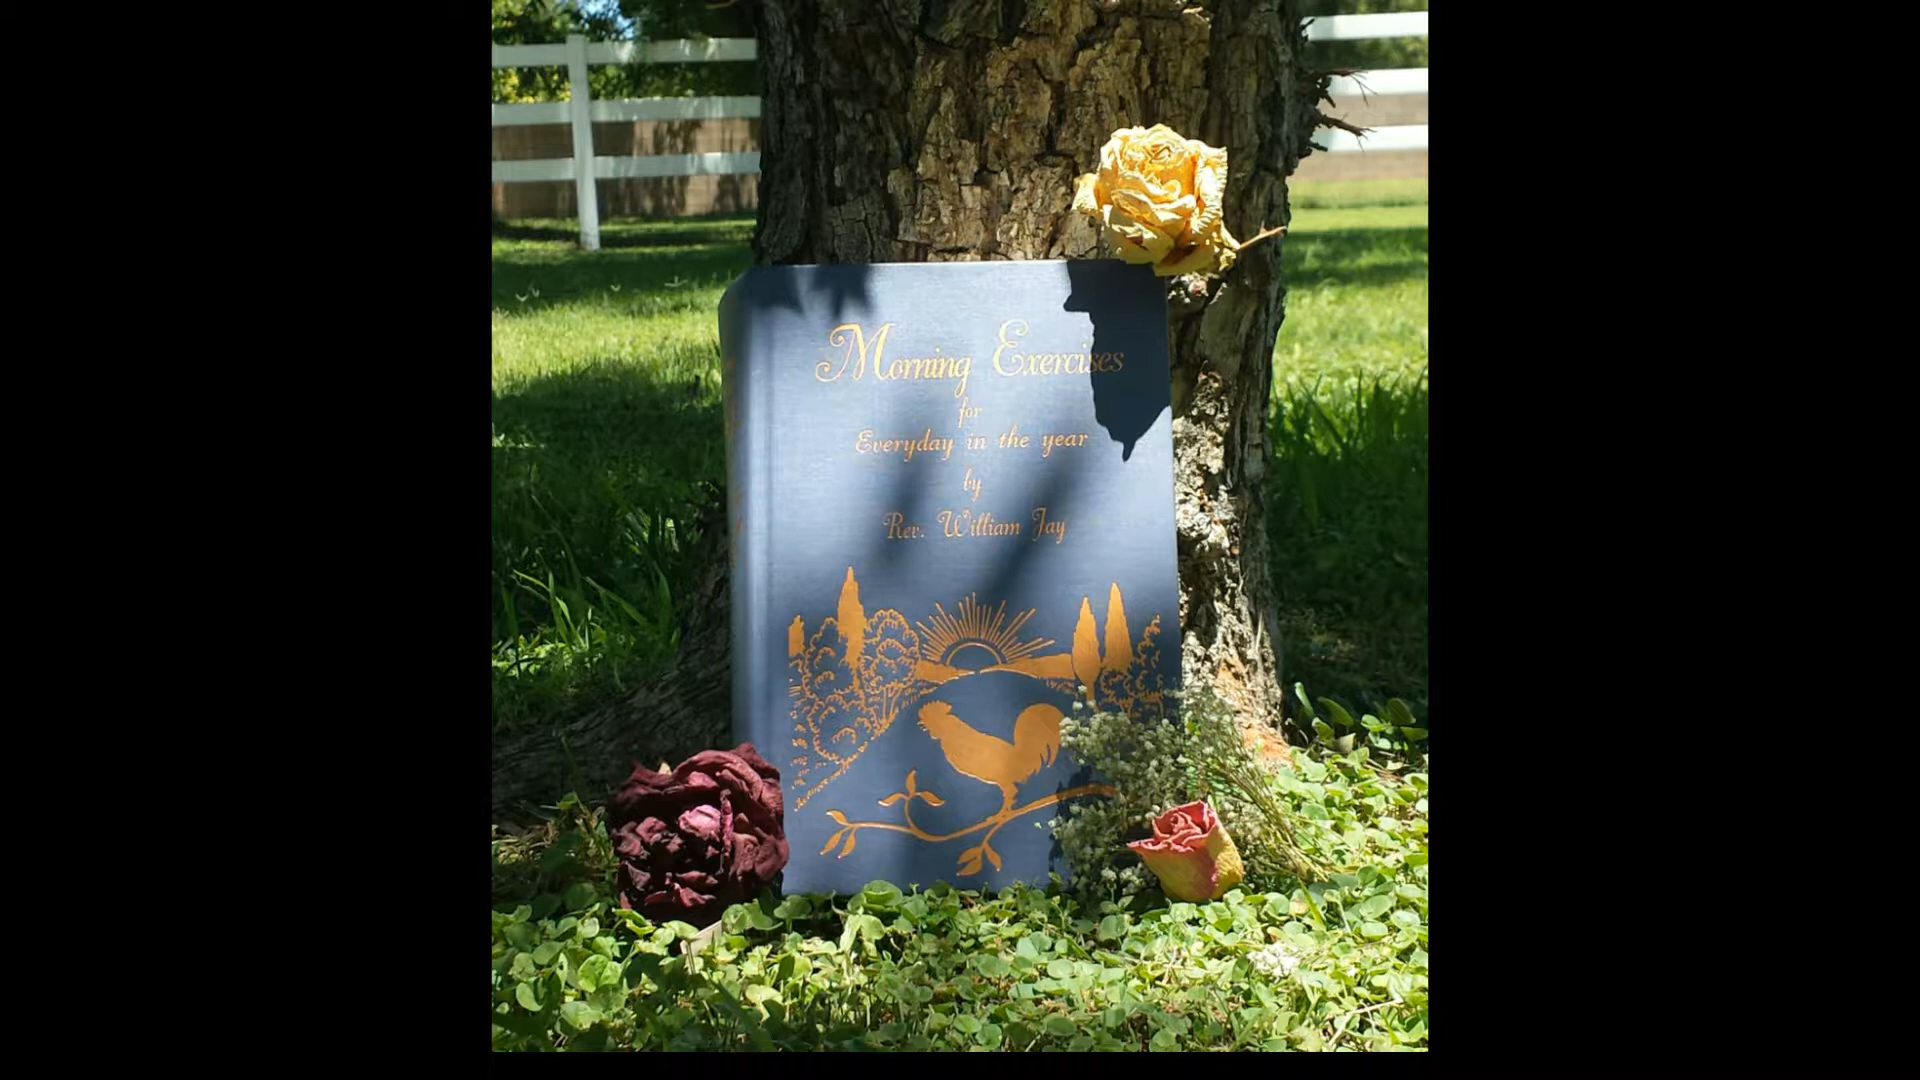 Morning Exercises
for
Everyday in the year
by
Rev. William Jay